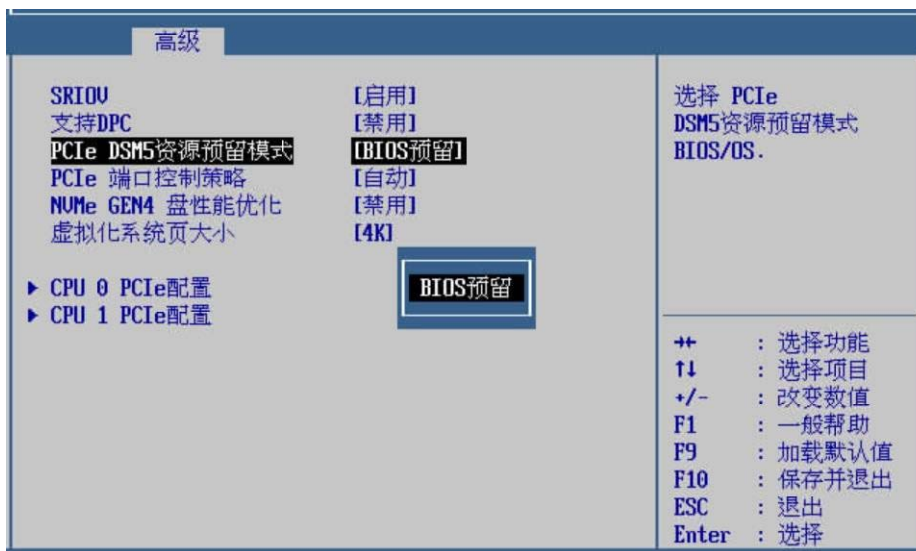 高级
SRIOV [启用]
支持DPC [禁用]
PCIe DSM5资源预留模式 [BIOS预留]
PCIe 端口控制策略 [自动]
NVMe GEN4 盘性能优化 [禁用]
虚拟化系统页大小 [4K]
BIOS预留
▶ CPU 0 PCIe配置
▶ CPU 1 PCIe配置
选择 PCIe
DSM5资源预留模式
BIOS/OS.
→← : 选择功能
↑↓ : 选择项目
+/- : 改变数值
F1 : 一般帮助
F9 : 加载默认值
F10 : 保存并退出
ESC : 退出
Enter : 选择